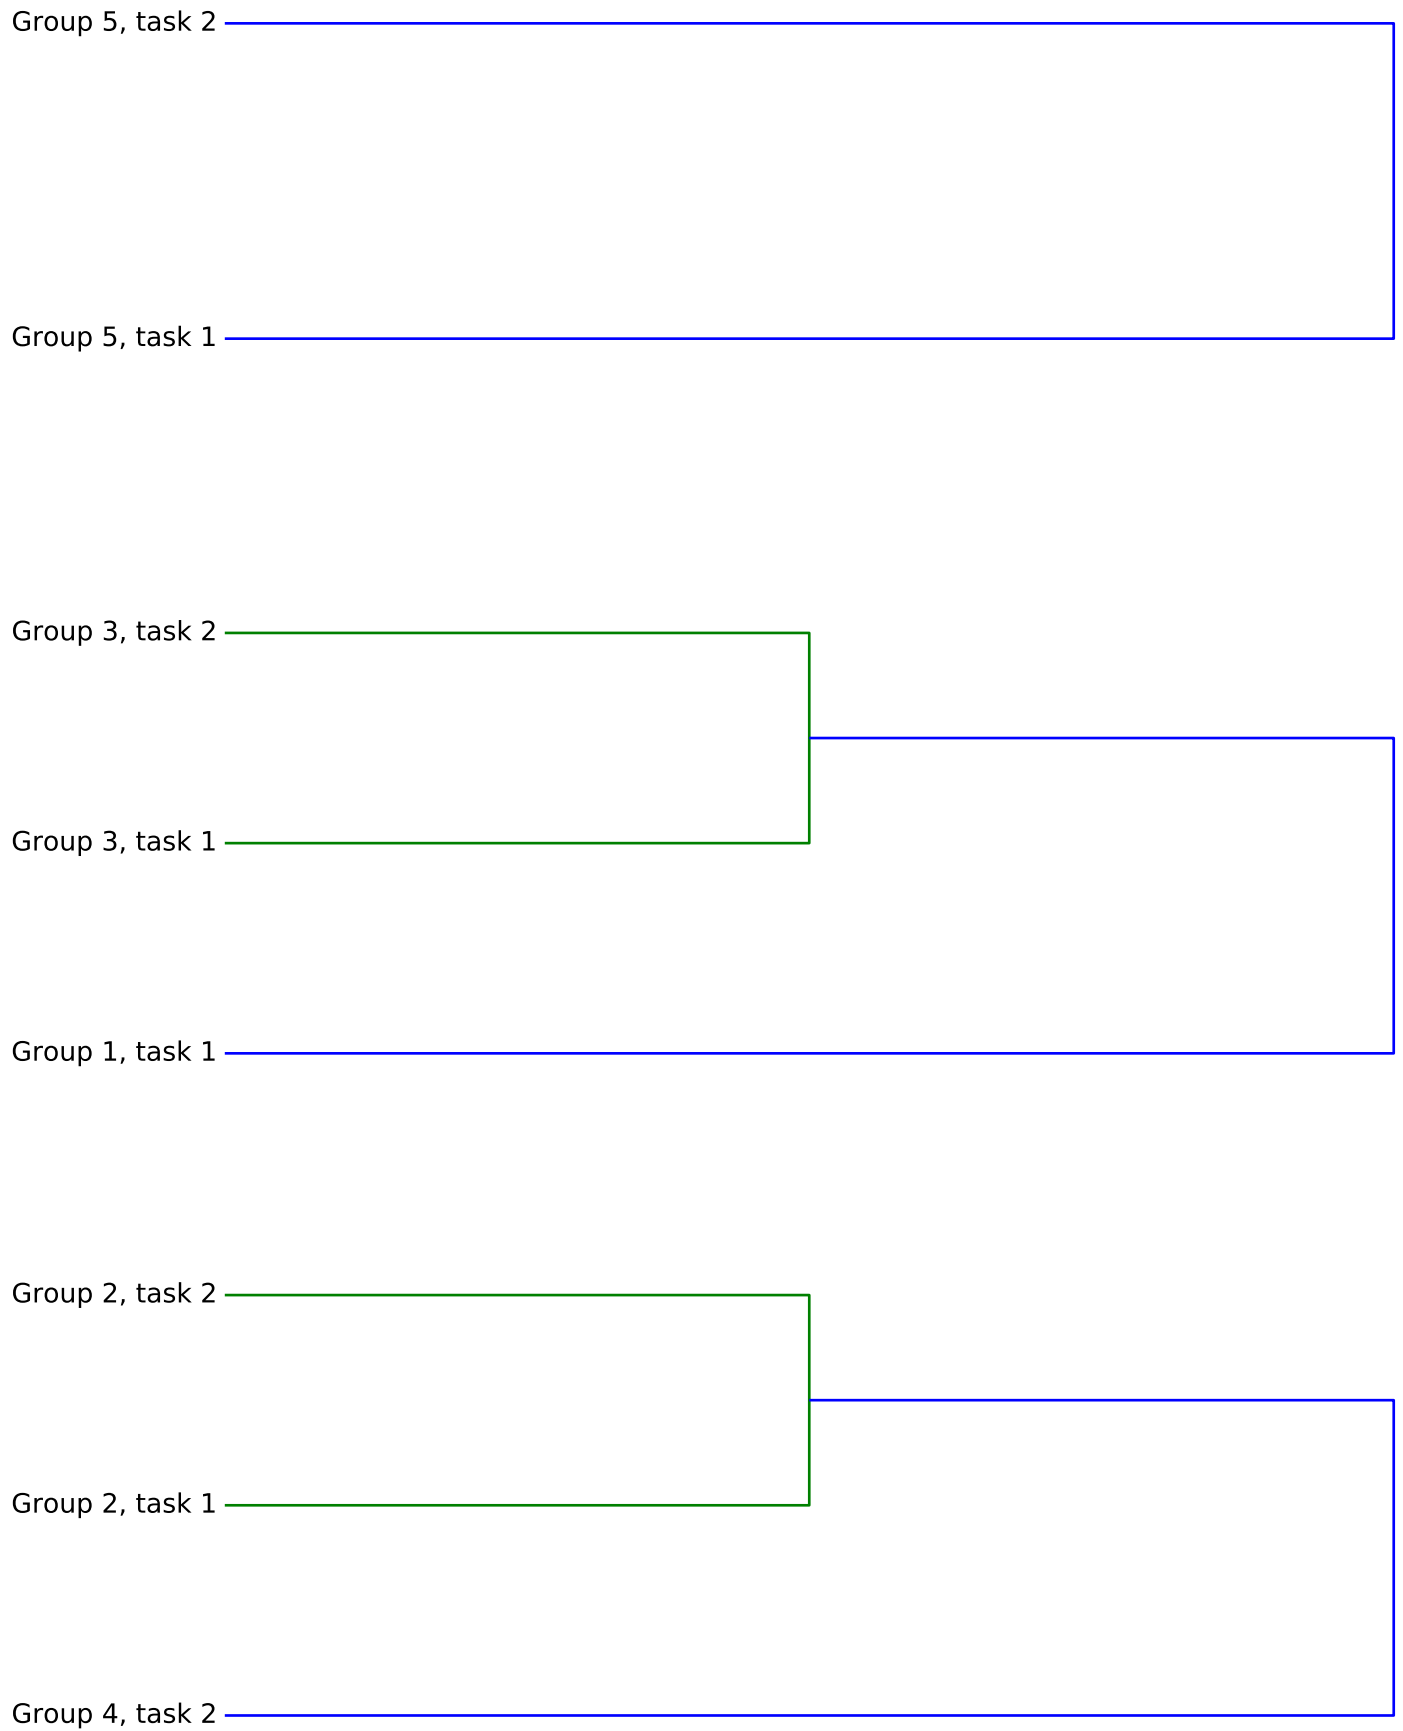 Group 5, task 2
Group 5, task 1
Group 3, task 2
Group 3, task 1
Group 1, task 1
Group 2, task 2
Group 2, task 1
Group 4, task 2